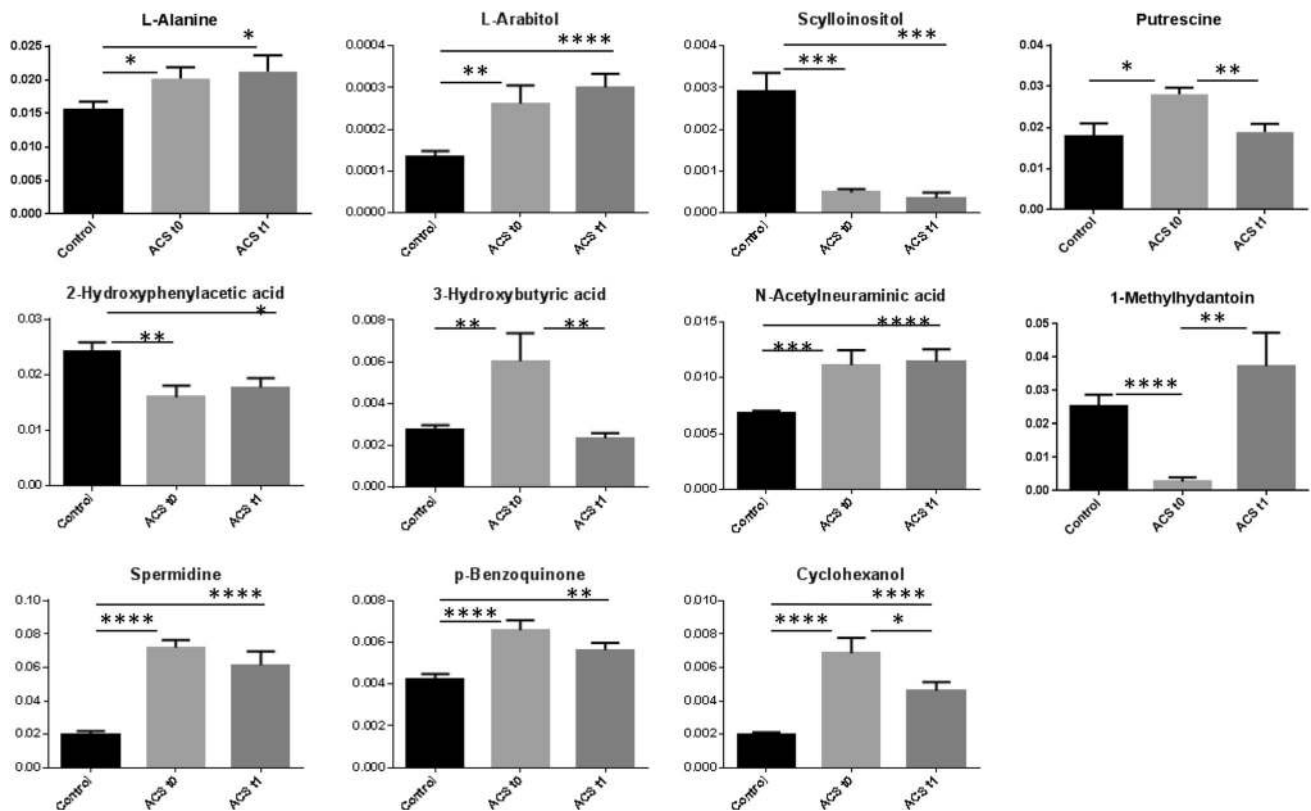 L-Alanine
0.025
0.020
0.015
0.010
0.005
0.000
*
*
Control
ACS t0
ACS t1
L-Arabitol
0.0004
0.0003
0.0002
0.0001
0.0000
****
**
Control
ACS t0
ACS t1
Scylloinositol
0.004
0.003
0.002
0.001
0.000
***
***
Control
ACS t0
ACS t1
Putrescine
0.04
0.03
0.02
0.01
0.00
*
**
Control
ACS t0
ACS t1
2-Hydroxyphenylacetic acid
0.03
0.02
0.01
0.00
*
**
Control
ACS t0
ACS t1
3-Hydroxybutyric acid
0.008
0.006
0.004
0.002
0.000
**
**
Control
ACS t0
ACS t1
N-Acetylneuraminic acid
0.015
0.010
0.005
0.000
****
***
Control
ACS t0
ACS t1
1-Methylhydantoin
0.05
0.04
0.03
0.02
0.01
0.00
**
****
Control
ACS t0
ACS t1
Spermidine
0.10
0.08
0.06
0.04
0.02
0.00
****
****
Control
ACS t0
ACS t1
p-Benzoquinone
0.008
0.006
0.004
0.002
0.000
**
****
Control
ACS t0
ACS t1
Cyclohexanol
0.010
0.008
0.006
0.004
0.002
0.000
****
****
*
Control
ACS t0
ACS t1